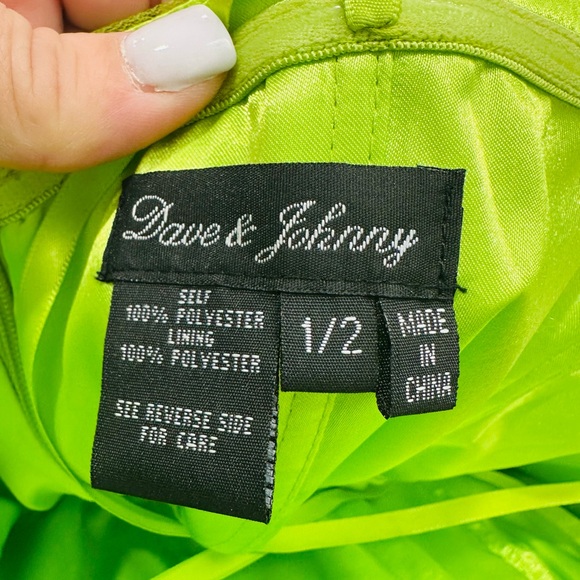 Dave & Johnny
SELF
100% POLYESTER
LINING
100% POLYESTER
SEE REVERSE SIDE
FOR CARE
1/2
MADE
IN
CHINA